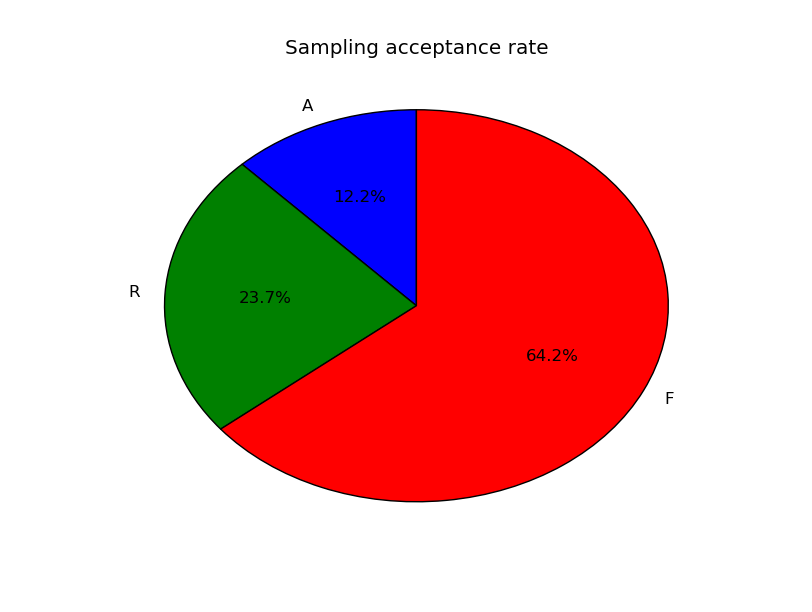 Sampling acceptance rate
A
12.2%
R
23.7%
64.2%
F